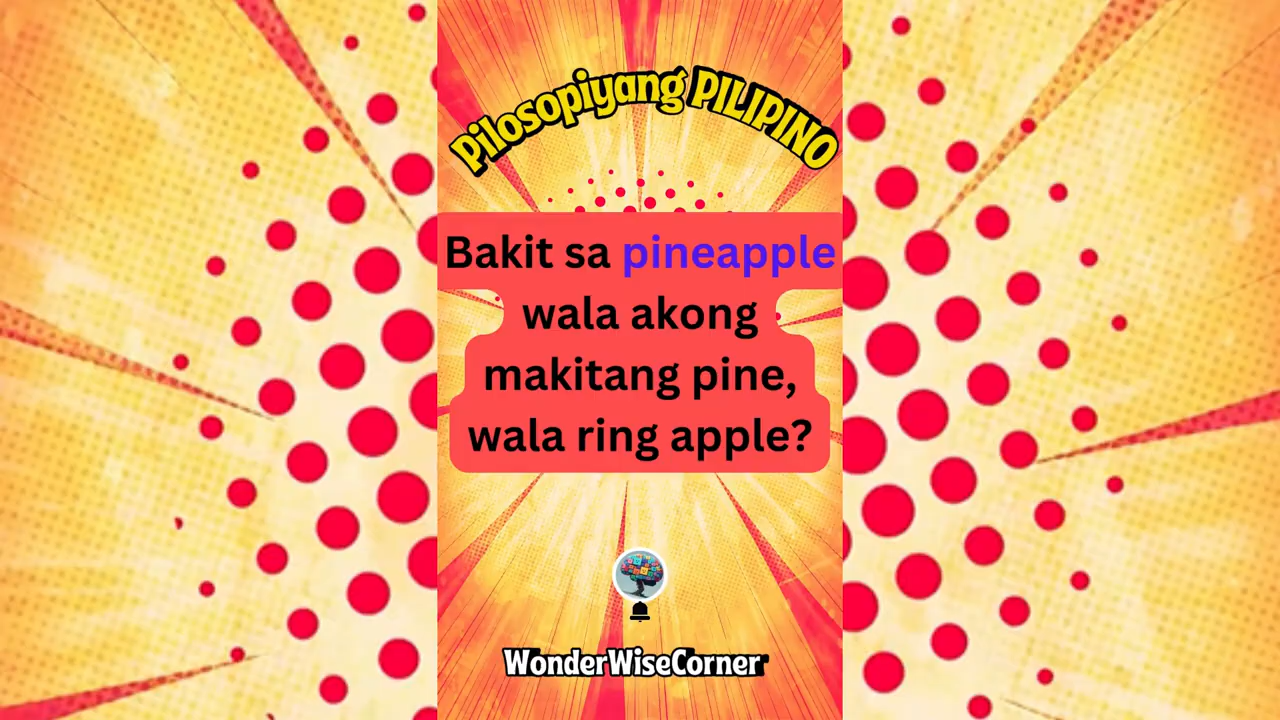 Pilosopiyang PILIPINO
Bakit sa pineapple
wala akong
makitang pine,
wala ring apple?
WonderWiseCorner